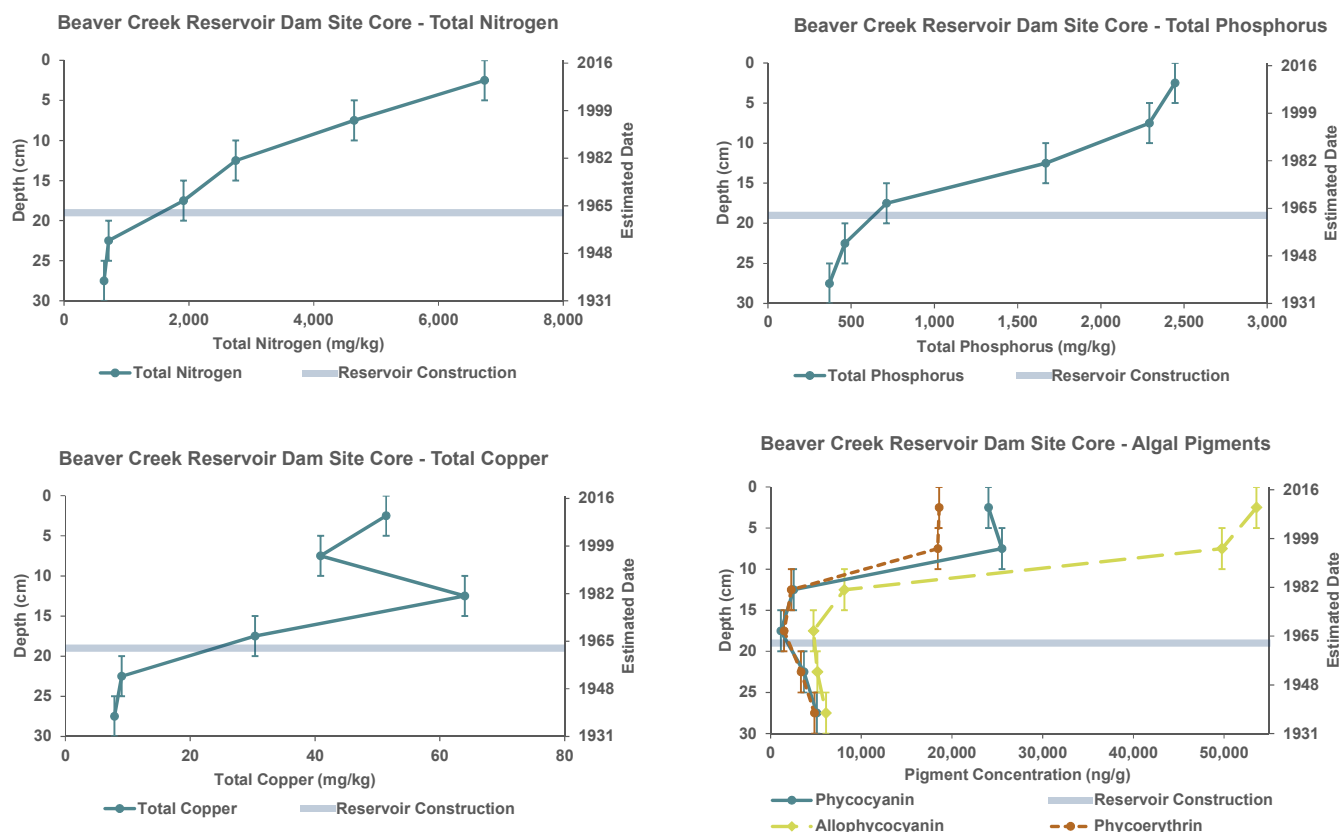 Beaver Creek Reservoir Dam Site Core - Total Nitrogen
0
5
10
15
20
25
30
Depth (cm)
2016
1999
1982
1965
1948
1931
Estimated Date
0 2,000 4,000 6,000 8,000
Total Nitrogen (mg/kg)
Total Nitrogen Reservoir Construction
Beaver Creek Reservoir Dam Site Core - Total Phosphorus
0
5
10
15
20
25
30
Depth (cm)
2016
1999
1982
1965
1948
1931
Estimated Date
0 500 1,000 1,500 2,000 2,500 3,000
Total Phosphorus (mg/kg)
Total Phosphorus Reservoir Construction
Beaver Creek Reservoir Dam Site Core - Total Copper
0
5
10
15
20
25
30
Depth (cm)
2016
1999
1982
1965
1948
1931
Estimated Date
0 20 40 60 80
Total Copper (mg/kg)
Total Copper Reservoir Construction
Beaver Creek Reservoir Dam Site Core - Algal Pigments
0
5
10
15
20
25
30
Depth (cm)
2016
1999
1982
1965
1948
1931
Estimated Date
0 10,000 20,000 30,000 40,000 50,000
Pigment Concentration (ng/g)
Phycocyanin Reservoir Construction
Allophycocyanin Phycoerythrin